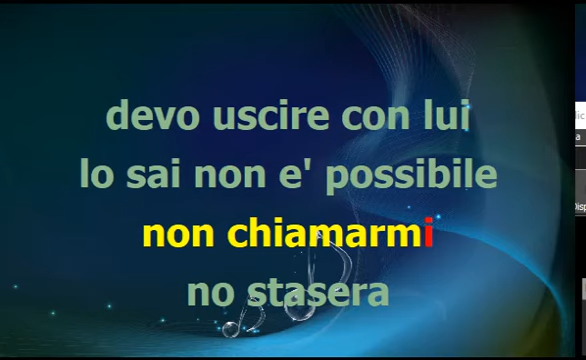 devo uscire con lui
lo sai non e' possibile
non chiamarmi
no stasera